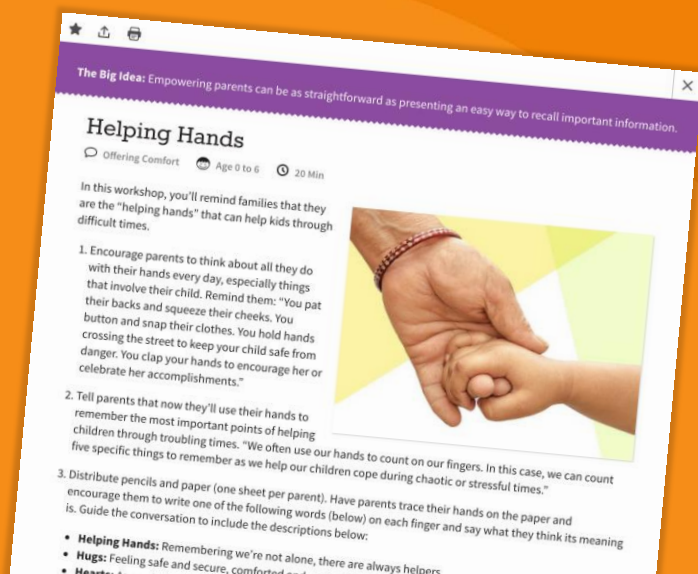 The Big Idea: Empowering parents can be as straightforward as presenting an easy way to recall important information.
Helping Hands
Offering Comfort Age 0 to 6 20 Min
In this workshop, you'll remind families that they
are the "helping hands" that can help kids through
difficult times.
1. Encourage parents to think about all they do
with their hands every day, especially things
that involve their child. Remind them: "You pat
their backs and squeeze their cheeks. You
button and snap their clothes. You hold hands
crossing the street to keep your child safe from
danger. You clap your hands to encourage her or
celebrate her accomplishments."
2. Tell parents that now they'll use their hands to
remember the most important points of helping
children through troubling times. "We often use our hands to count on our fingers. In this case, we can count
five specific things to remember as we help our children cope during chaotic or stressful times."
3. Distribute pencils and paper (one sheet per parent). Have parents trace their hands on the paper and
encourage them to write one of the following words (below) on each finger and say what they think its meaning
is. Guide the conversation to include the descriptions below:
• Helping Hands: Remembering we're not alone, there are always helpers
• Hugs: Feeling safe and secure, comforted
• Hearts: